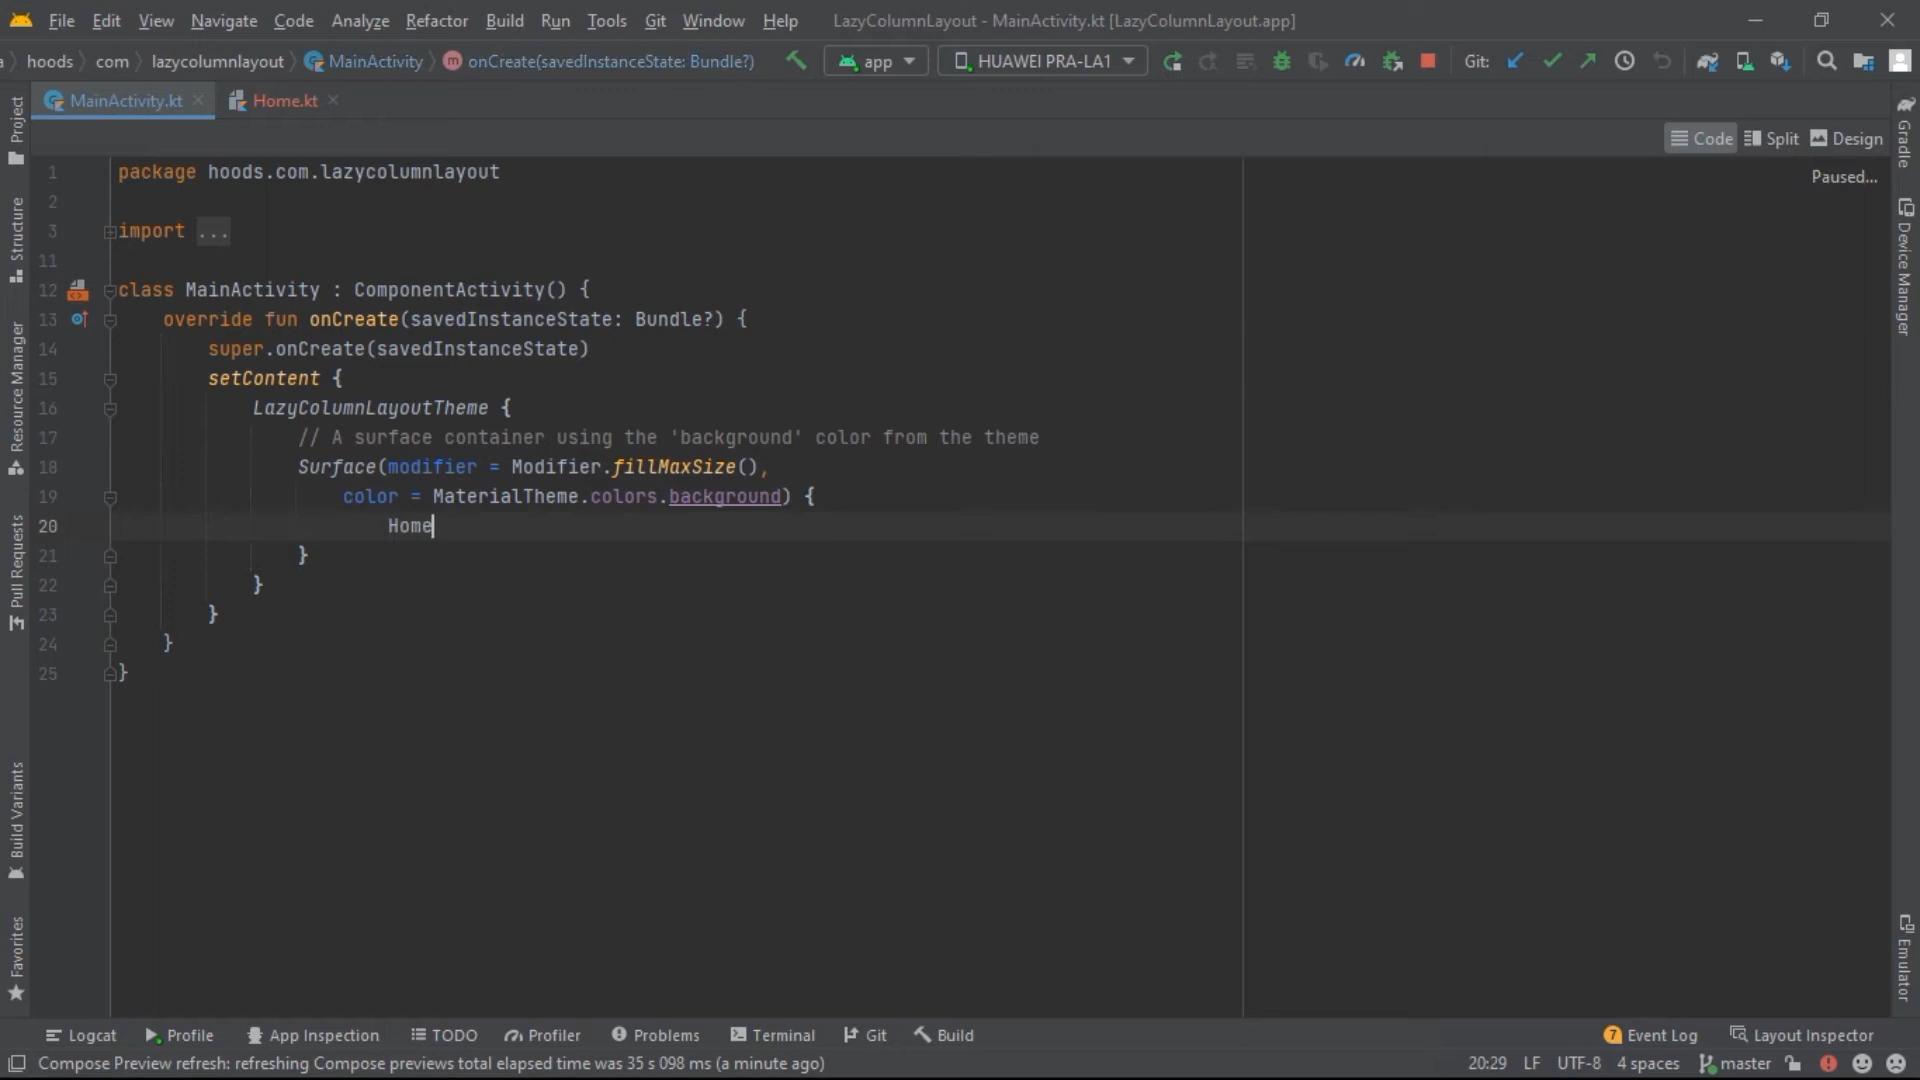 File Edit View Navigate Code Analyze Refactor Build Run Tools Git Window Help LazyColumnLayout - MainActivity.kt [LazyColumnLayout.app]
hoods com lazycolumnlayout MainActivity m onCreate(savedInstanceState: Bundle?) app HUAWEI PRA-LA1 Git:
MainActivity.kt Home.kt
Code Split Design
Paused...
1 package hoods.com.lazycolumnlayout
2
3 import ...
11
12 class MainActivity : ComponentActivity() {
13 override fun onCreate(savedInstanceState: Bundle?) {
14 super.onCreate(savedInstanceState)
15 setContent {
16 LazyColumnLayoutTheme {
17 // A surface container using the 'background' color from the theme
18 Surface(modifier = Modifier.fillMaxSize(),
19 color = MaterialTheme.colors.background) {
20 Home
21 }
22 }
23 }
24 }
25 }
Project
Structure
Resource Manager
Pull Requests
Build Variants
Favorites
Gradle
Device Manager
Emulator
Logcat Profile App Inspection TODO Profiler Problems Terminal Git Build 7 Event Log Layout Inspector
Compose Preview refresh: refreshing Compose previews total elapsed time was 35 s 098 ms (a minute ago) 20:29 LF UTF-8 4 spaces master